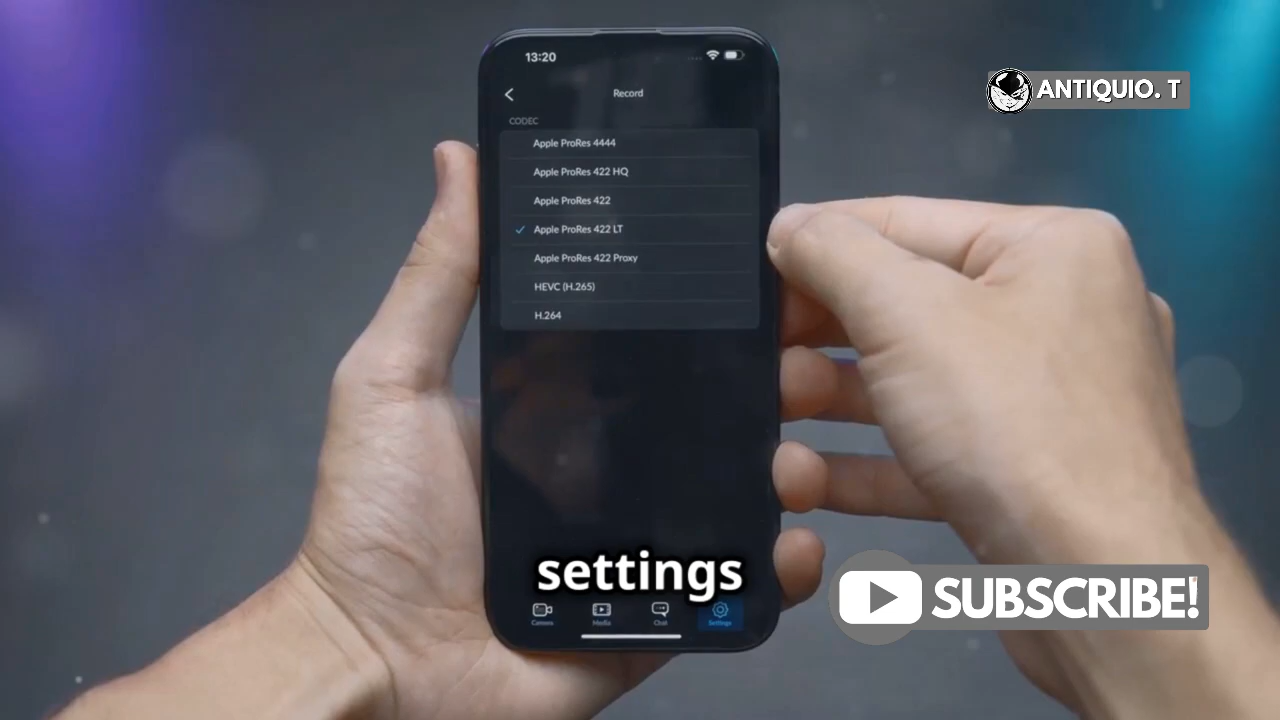 13:20
ANTIQUIO. T
Record
CODEC
Apple ProRes 4444
Apple ProRes 422 HQ
Apple ProRes 422
Apple ProRes 422 LT
Apple ProRes 422 Proxy
HEVC (H.265)
H.264
settings
SUBSCRIBE!
Camera
Media
Chat
Settings